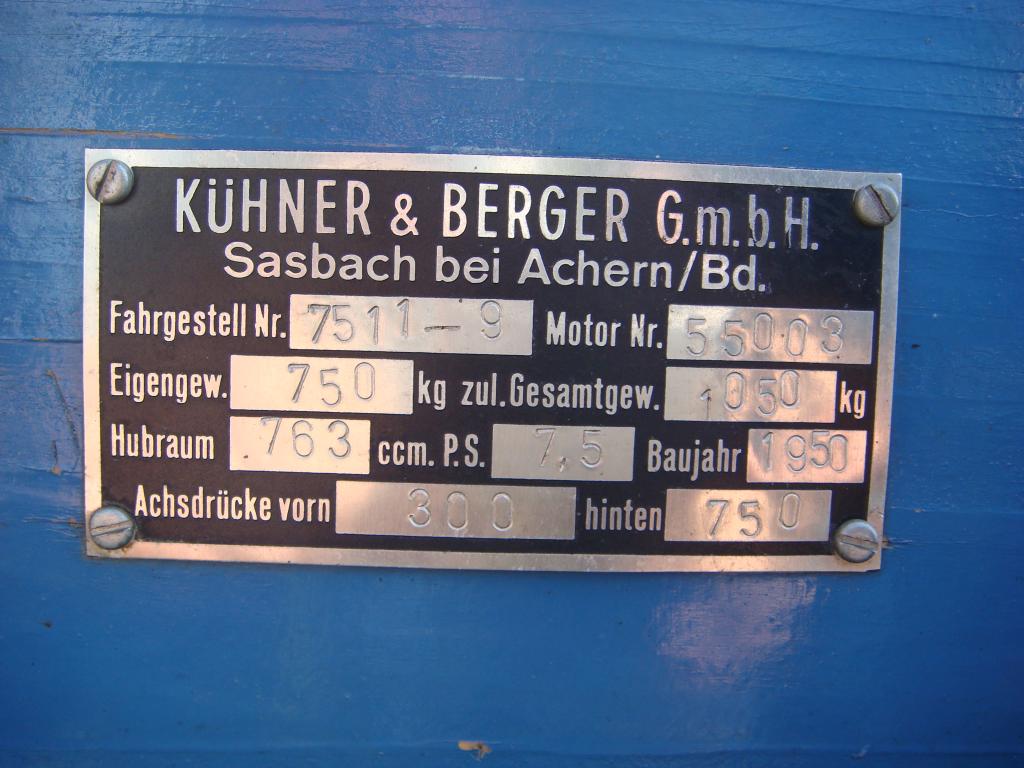 KÜHNER & BERGER G.m.b.H.
Sasbach bei Achern/Bd.
Fahrgestell Nr. 7511-9 Motor Nr. 55003
Eigengew. 750 kg zul. Gesamtgew. 1050 kg
Hubraum 763 ccm. P.S. 7,5 Baujahr 1950
Achsdrücke vorn 300 hinten 750